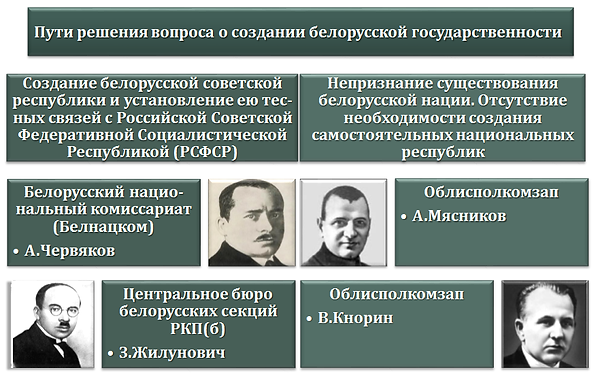 Пути решения вопроса о создании белорусской государственности
Создание белорусской советской
республики и установление ею тес-
ных связей с Российской Советской
Федеративной Социалистической
Республикой (РСФСР)
Непризнание существования
белорусской нации. Отсутствие
необходимости создания
самостоятельных национальных
республик
Белорусский нацио-
нальный комиссариат
(Белнацком)
• А.Червяков
Облисполкомзап
• А.Мясников
Центральное бюро
белорусских секций
РКП(б)
• З.Жилунович
Облисполкомзап
• В.Кнорин